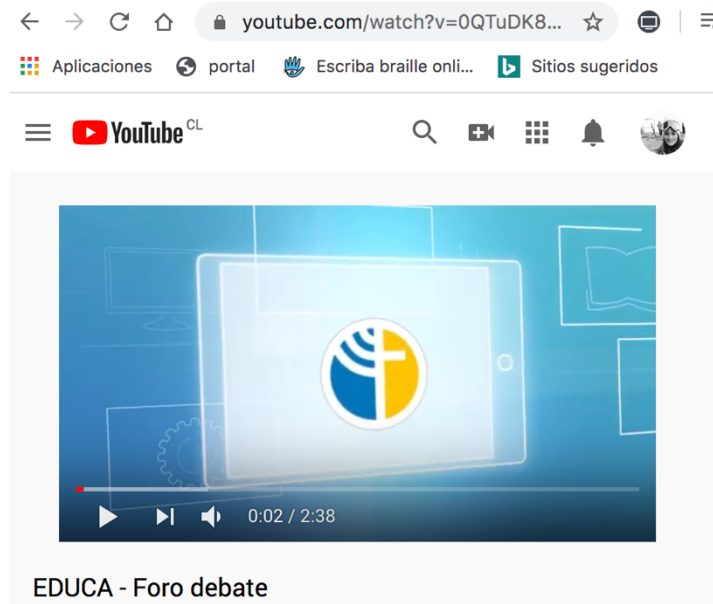 youtube.com/watch?v=0QTuDK8...
Aplicaciones portal Escriba braille onli... Sitios sugeridos
YouTube CL
0:02 / 2:38
EDUCA - Foro debate